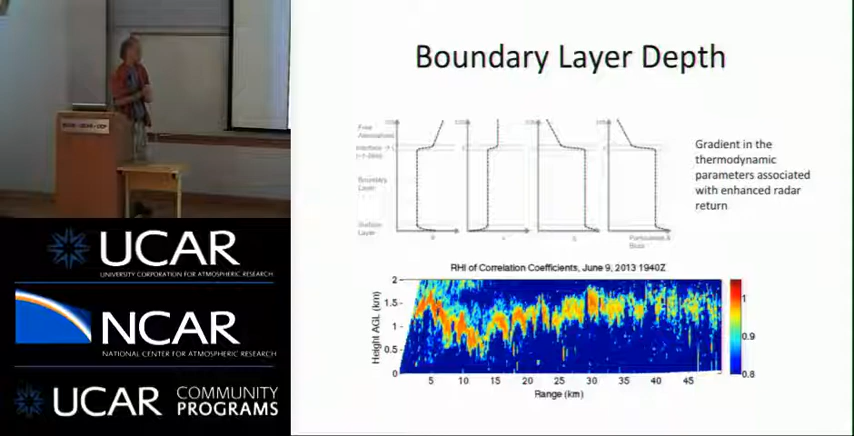 Boundary Layer Depth
Free
Atmosphere
Interface
Boundary
Layer
Surface
Layer
Particulates &
Gradient in the
thermodynamic
parameters associated
with enhanced radar
return
RHI of Correlation Coefficients, June 9, 2013 1940Z
Height AGL (km)
2
1.5
1
0.5
0
5 10 15 20 25 30 35 40 45
Range (km)
1
0.9
0.8
UCAR
UNIVERSITY CORPORATION FOR ATMOSPHERIC RESEARCH
NCAR
NATIONAL CENTER FOR ATMOSPHERIC RESEARCH
UCAR COMMUNITY
PROGRAMS